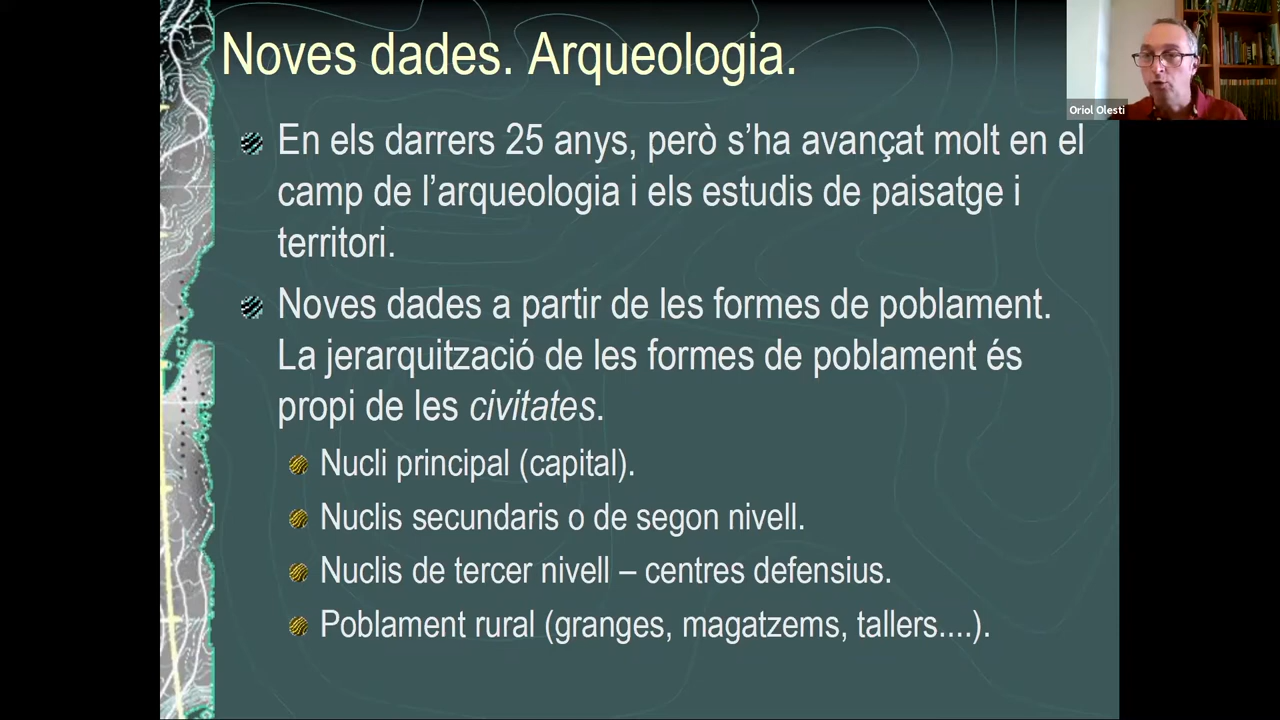 Noves dades. Arqueologia.
Oriol Olesti
En els darrers 25 anys, però s’ha avançat molt en el
camp de l’arqueologia i els estudis de paisatge i
territori.
Noves dades a partir de les formes de poblament.
La jerarquització de les formes de poblament és
propi de les civitates.
Nucli principal (capital).
Nuclis secundaris o de segon nivell.
Nuclis de tercer nivell – centres defensius.
Poblament rural (granges, magatzems, tallers....).